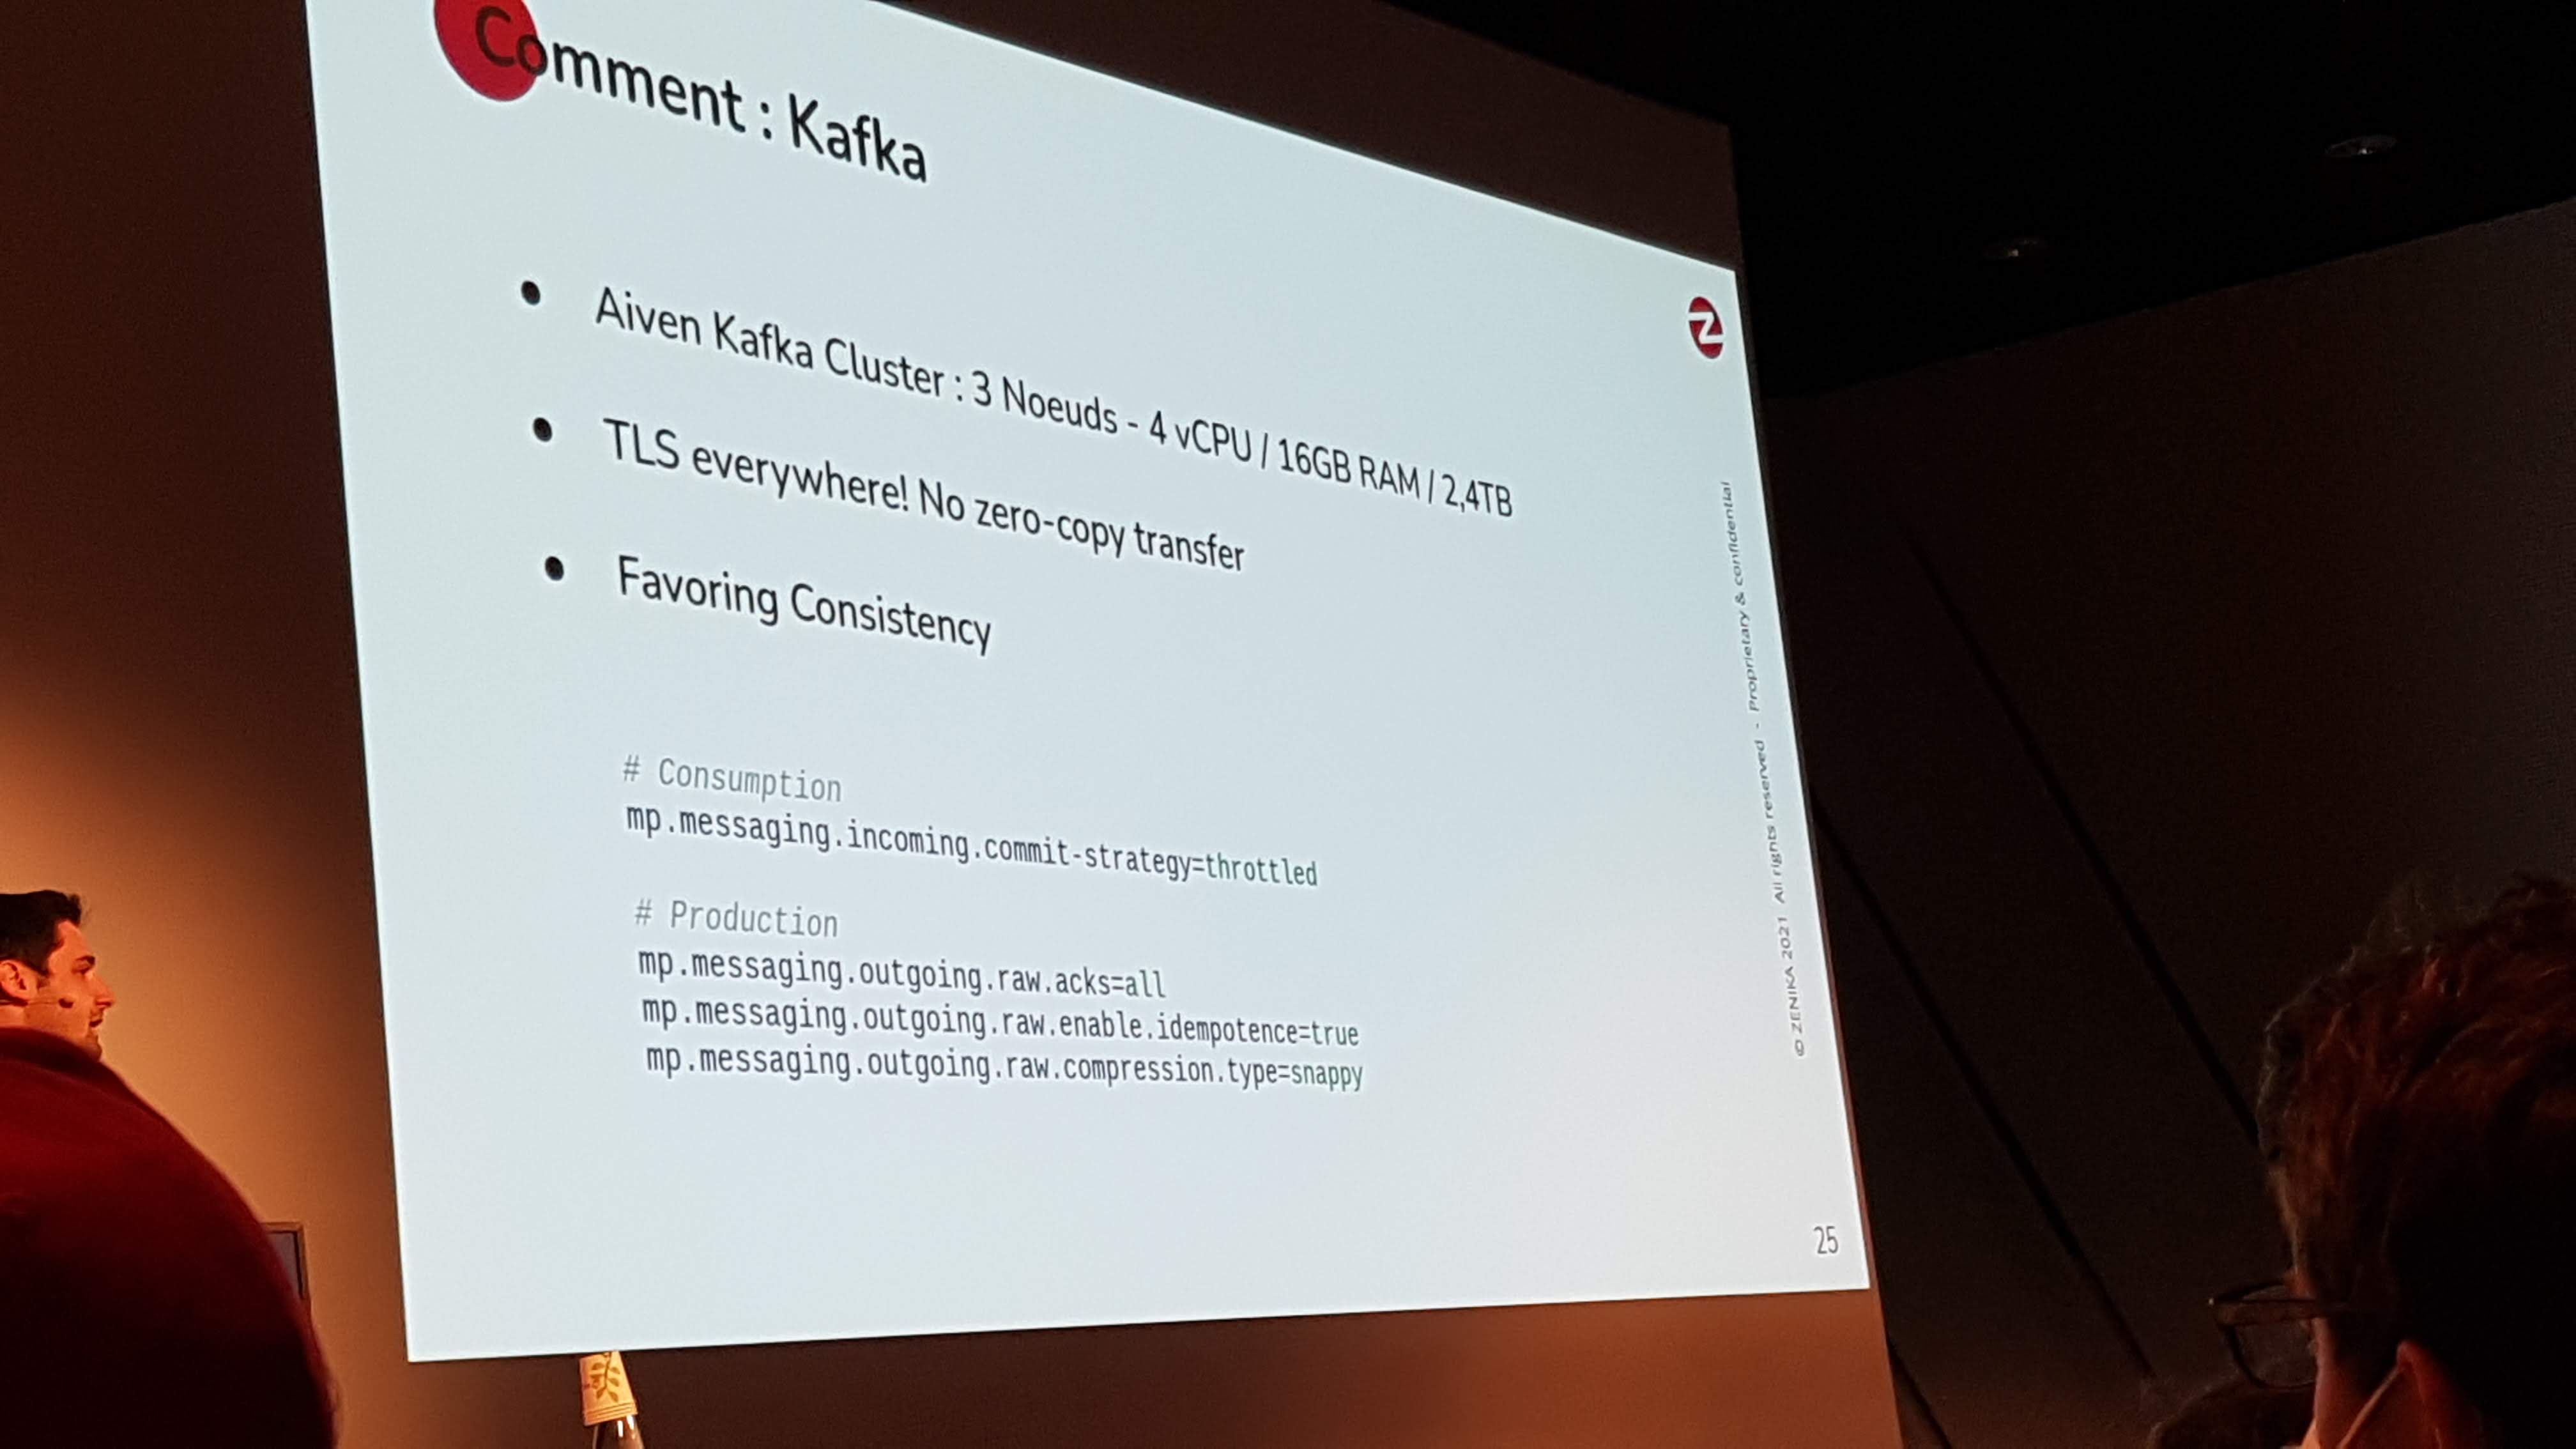 Comment : Kafka
Z
● Aiven Kafka Cluster : 3 Noeuds - 4 vCPU / 16GB RAM / 2,4TB
● TLS everywhere! No zero-copy transfer
● Favoring Consistency
# Consumption
mp.messaging.incoming.commit-strategy=throttled
# Production
mp.messaging.outgoing.raw.acks=all
mp.messaging.outgoing.raw.enable.idempotence=true
mp.messaging.outgoing.raw.compression.type=snappy
© ZENIKA 2021 All rights reserved - Proprietary & confidential
25